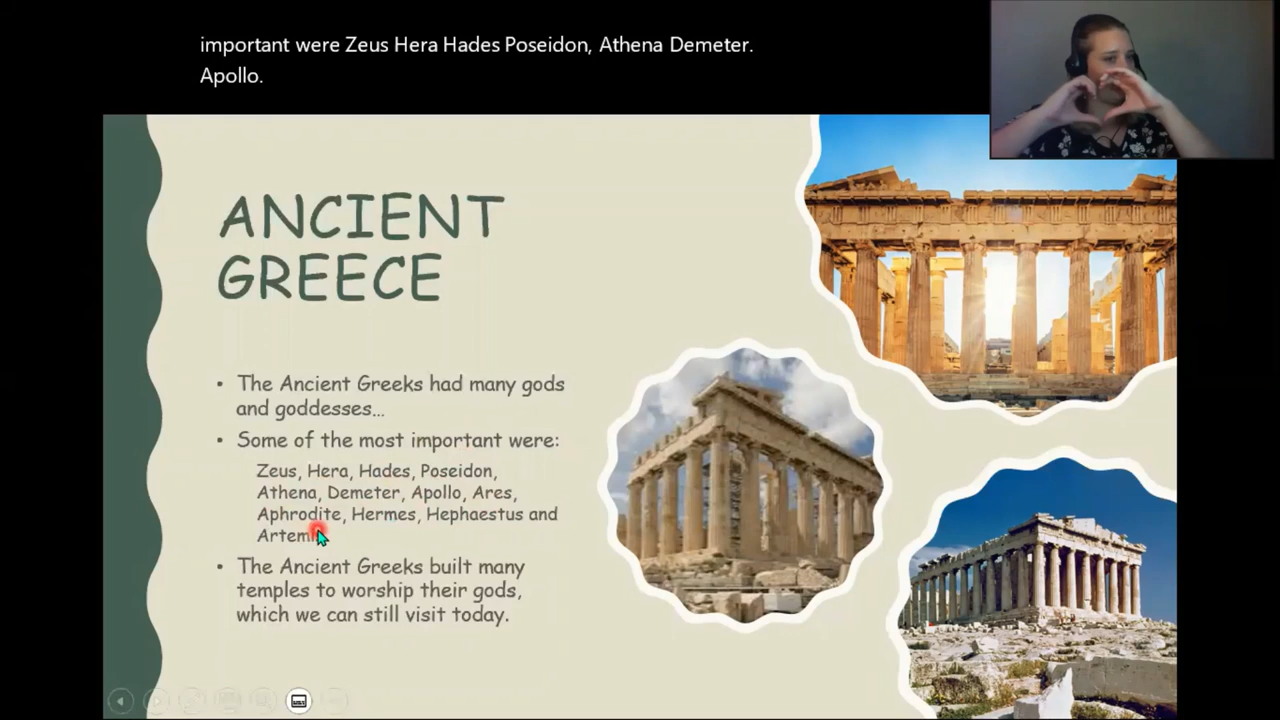 important were Zeus Hera Hades Poseidon, Athena Demeter.
Apollo.
ANCIENT
GREECE
• The Ancient Greeks had many gods
and goddesses...
• Some of the most important were:
Zeus, Hera, Hades, Poseidon,
Athena, Demeter, Apollo, Ares,
Aphrodite, Hermes, Hephaestus and
• The Ancient Greeks built many
temples to worship their gods,
which we can still visit today.